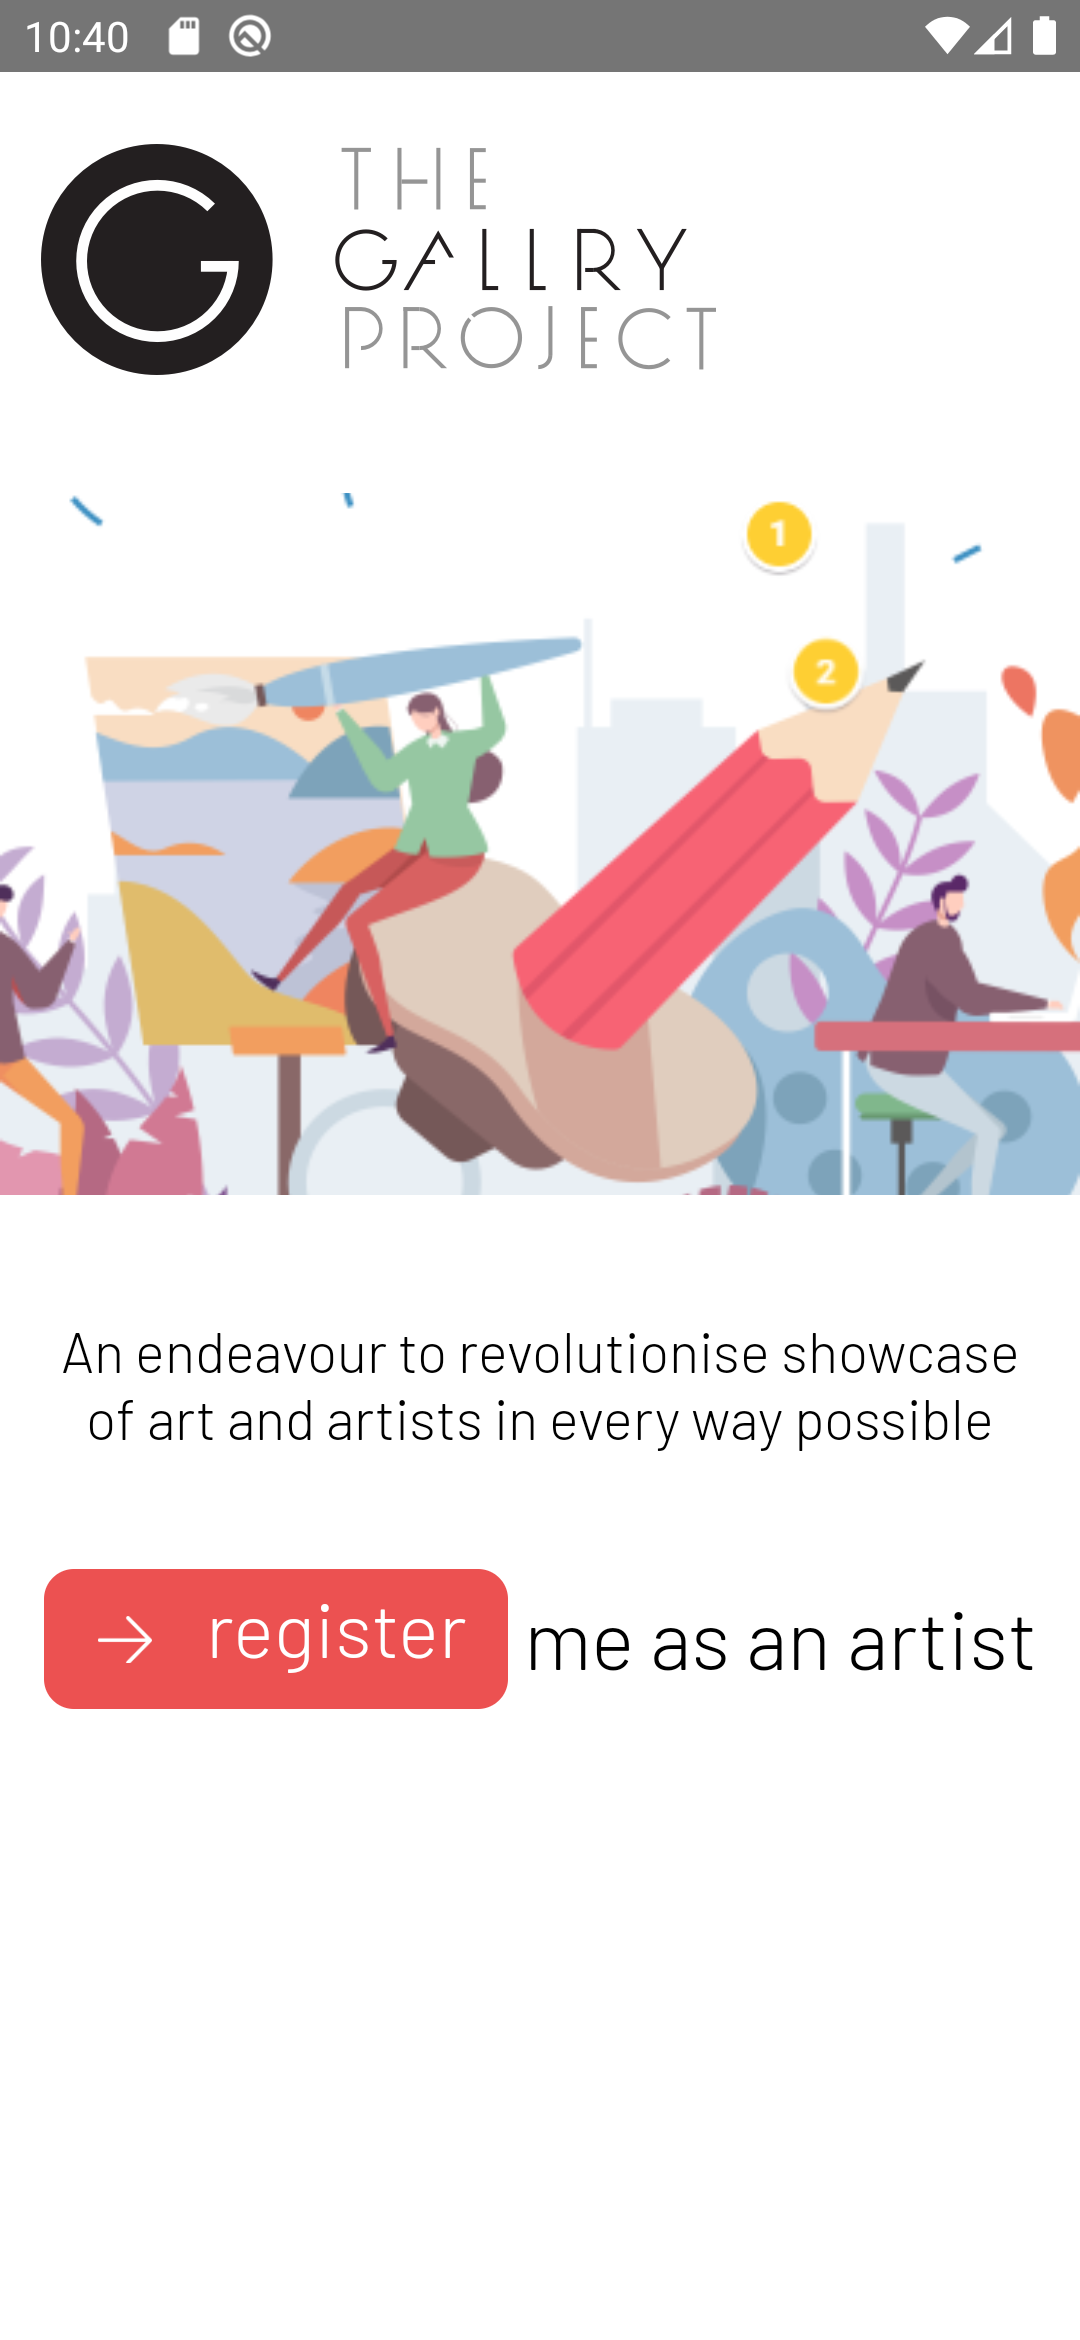 10:40
G
THE
GALLRY
PROJECT
1
2
An endeavour to revolutionise showcase
of art and artists in every way possible
register me as an artist